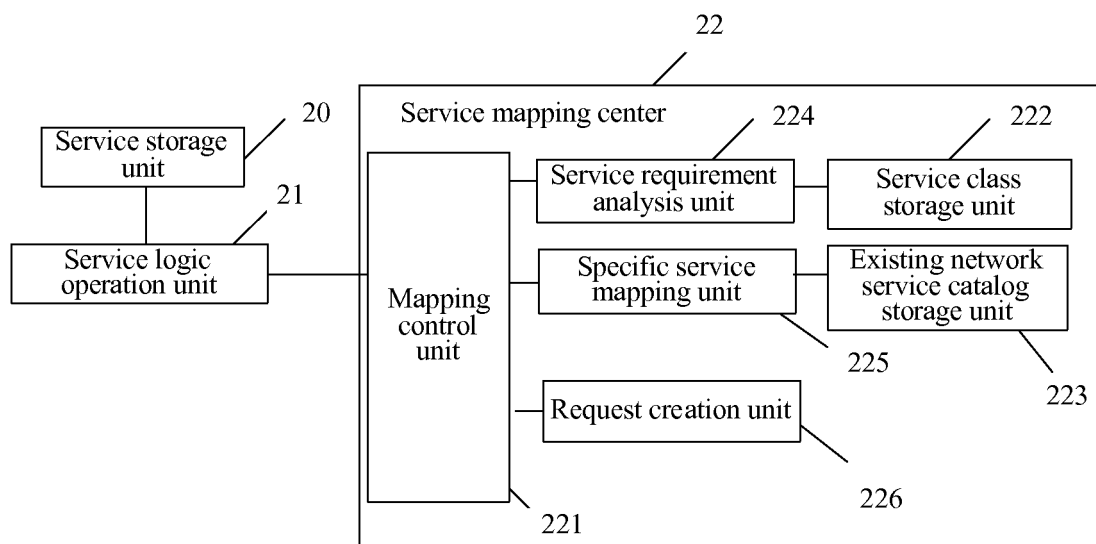 22
Service mapping center
20
Service storage
unit
21
Service logic
operation unit
Mapping
control
unit
221
224
Service requirement
analysis unit
222
Service class
storage unit
Specific service
mapping unit
225
Existing network
service catalog
storage unit
223
Request creation unit
226